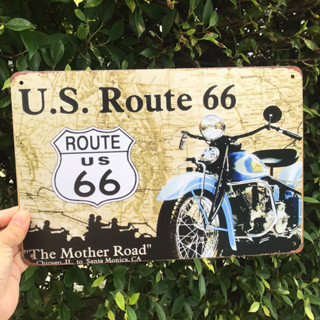 U.S. Route 66
ROUTE
US
66
"The Mother Road"
Chicago, IL. to Santa Monica, CA